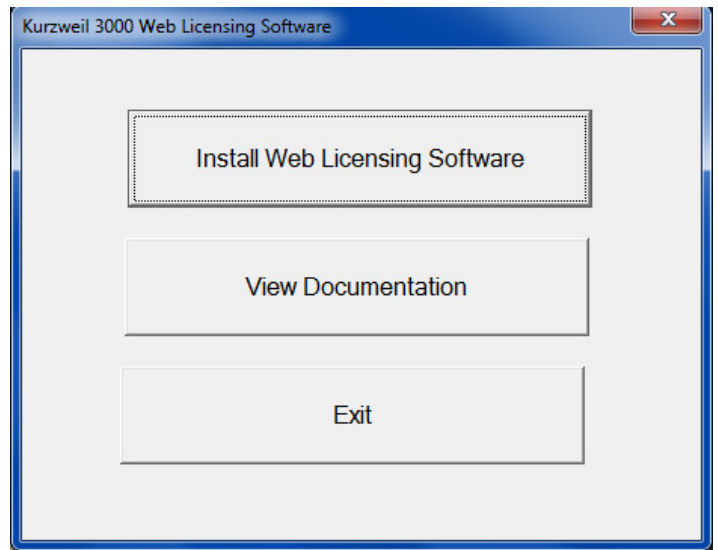 Kurzweil 3000 Web Licensing Software
Install Web Licensing Software
View Documentation
Exit